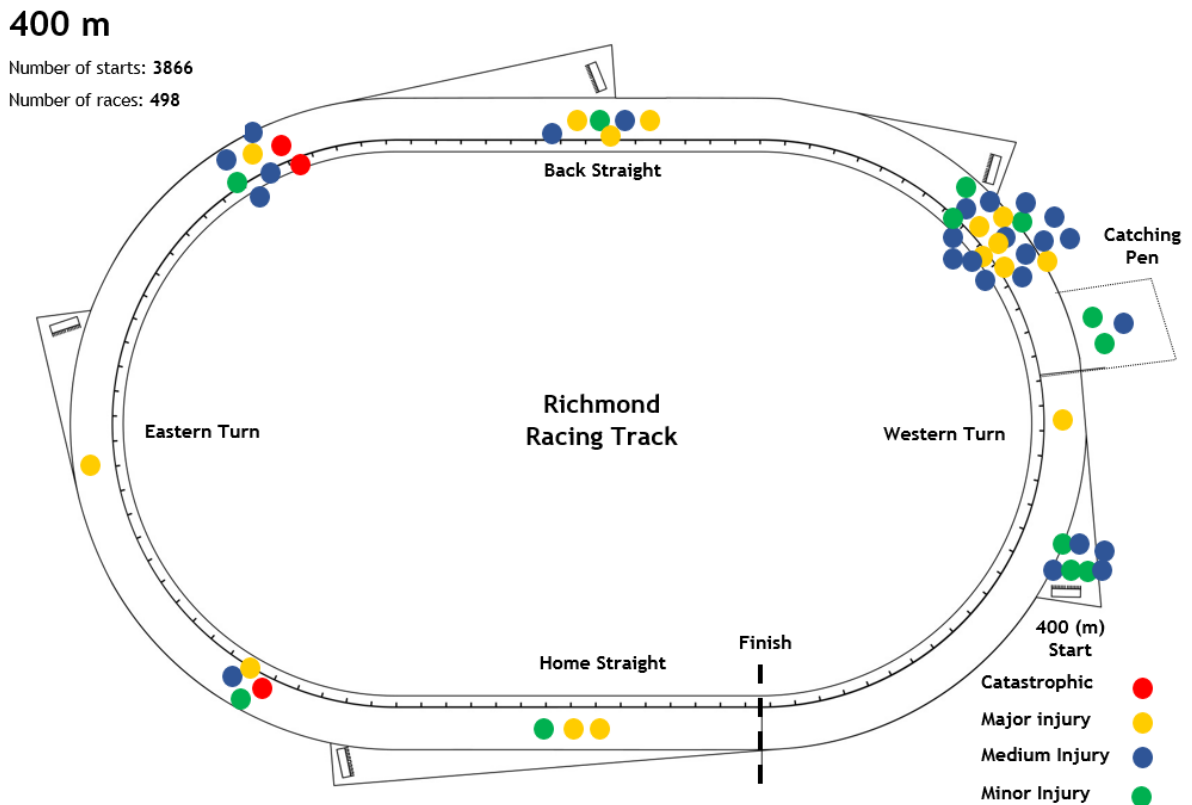 400 m
Number of starts: 3866
Number of races: 498
Back Straight
Catching
Pen
Richmond
Racing Track
Eastern Turn
Western Turn
400 (m)
Start
Finish
Home Straight
Catastrophic
Major injury
Medium Injury
Minor Injury